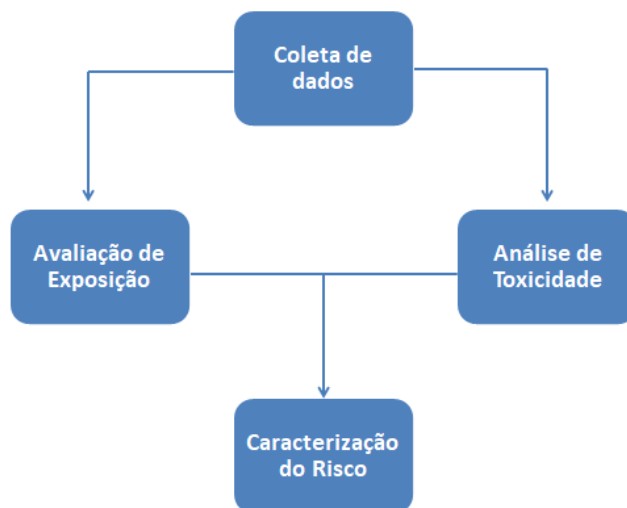 Coleta de
dados
Avaliação de
Exposição
Análise de
Toxicidade
Caracterização
do Risco